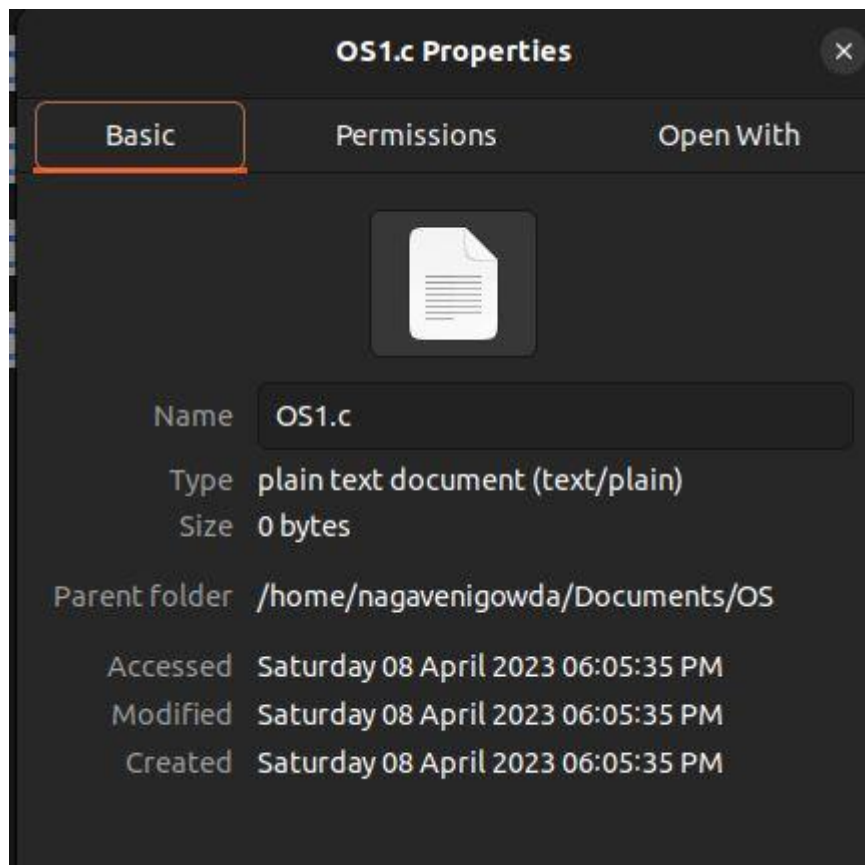 OS1.c Properties
Basic Permissions Open With
Name OS1.c
Type plain text document (text/plain)
Size 0 bytes
Parent folder /home/nagavenigowda/Documents/OS
Accessed Saturday 08 April 2023 06:05:35 PM
Modified Saturday 08 April 2023 06:05:35 PM
Created Saturday 08 April 2023 06:05:35 PM